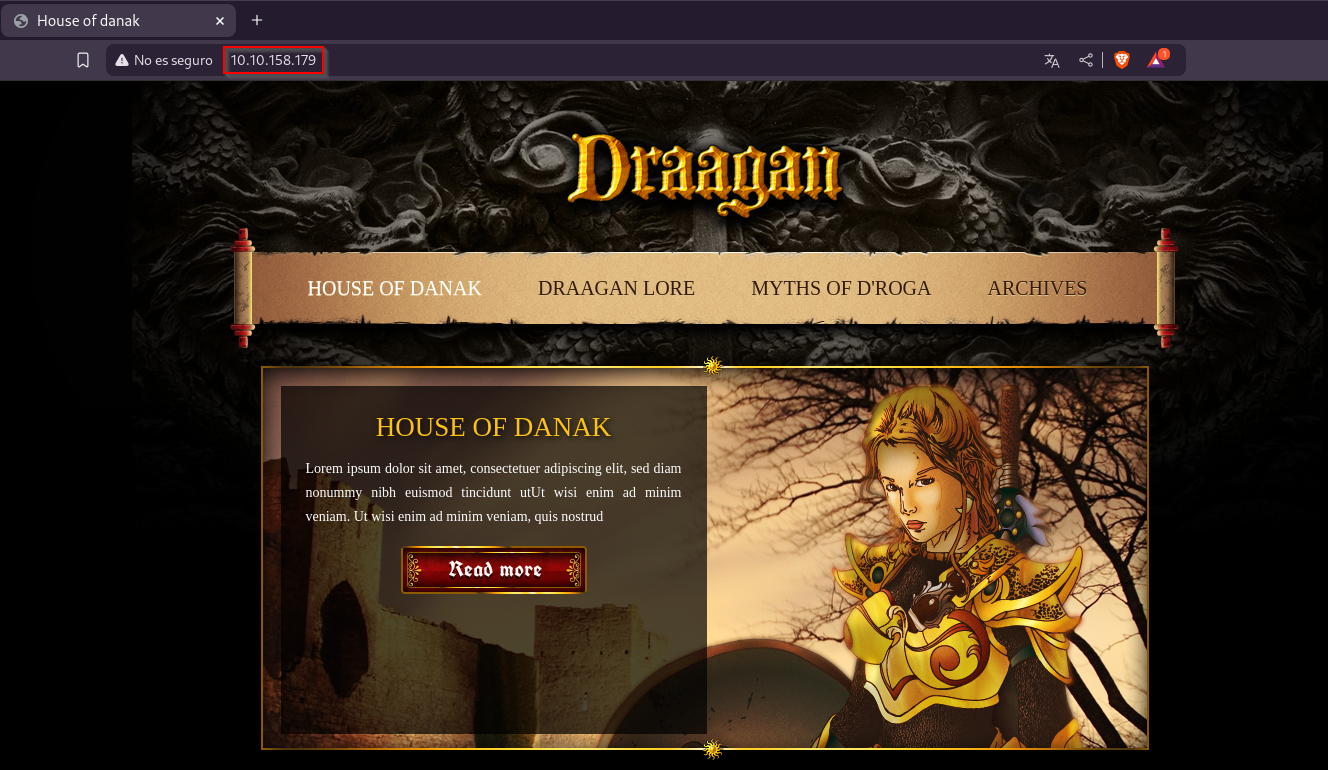 House of danak
No es seguro 10.10.158.179
1
Draagan
HOUSE OF DANAK DRAAGAN LORE MYTHS OF D'ROGA ARCHIVES
HOUSE OF DANAK
Lorem ipsum dolor sit amet, consectetuer adipiscing elit, sed diam
nonummy nibh euismod tincidunt utUt wisi enim ad minim
veniam. Ut wisi enim ad minim veniam, quis nostrud
Read more